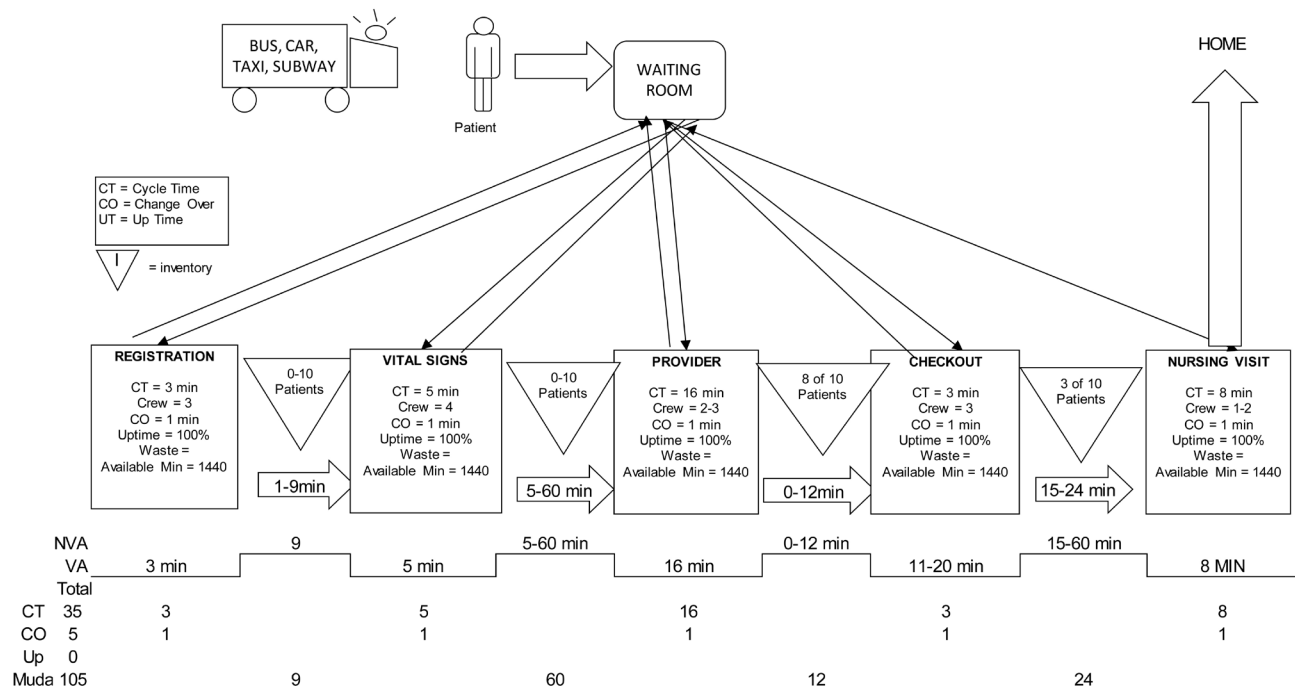 BUS, CAR,
TAXI, SUBWAY
Patient
WAITING
ROOM
HOME
CT = Cycle Time
CO = Change Over
UT = Up Time
I
= inventory
REGISTRATION
CT = 3 min
Crew = 3
CO = 1 min
Uptime = 100%
Waste =
Available Min = 1440
0-10
Patients
1-9min
VITAL SIGNS
CT = 5 min
Crew = 4
CO = 1 min
Uptime = 100%
Waste =
Available Min = 1440
0-10
Patients
5-60 min
PROVIDER
CT = 16 min
Crew = 2-3
CO = 1 min
Uptime = 100%
Waste =
Available Min = 1440
8 of 10
Patients
0-12min
CHECKOUT
CT = 3 min
Crew = 3
CO = 1 min
Uptime = 100%
Waste =
Available Min = 1440
3 of 10
Patients
15-24 min
NURSING VISIT
CT = 8 min
Crew = 1-2
CO = 1 min
Uptime = 100%
Waste =
Available Min = 1440
NVA 9 5-60 min 0-12 min 15-60 min
VA 3 min 5 min 16 min 11-20 min 8 MIN
Total
CT 35 3 5 16 3 8
CO 5 1 1 1 1 1
Up 0
Muda 105 9 60 12 24